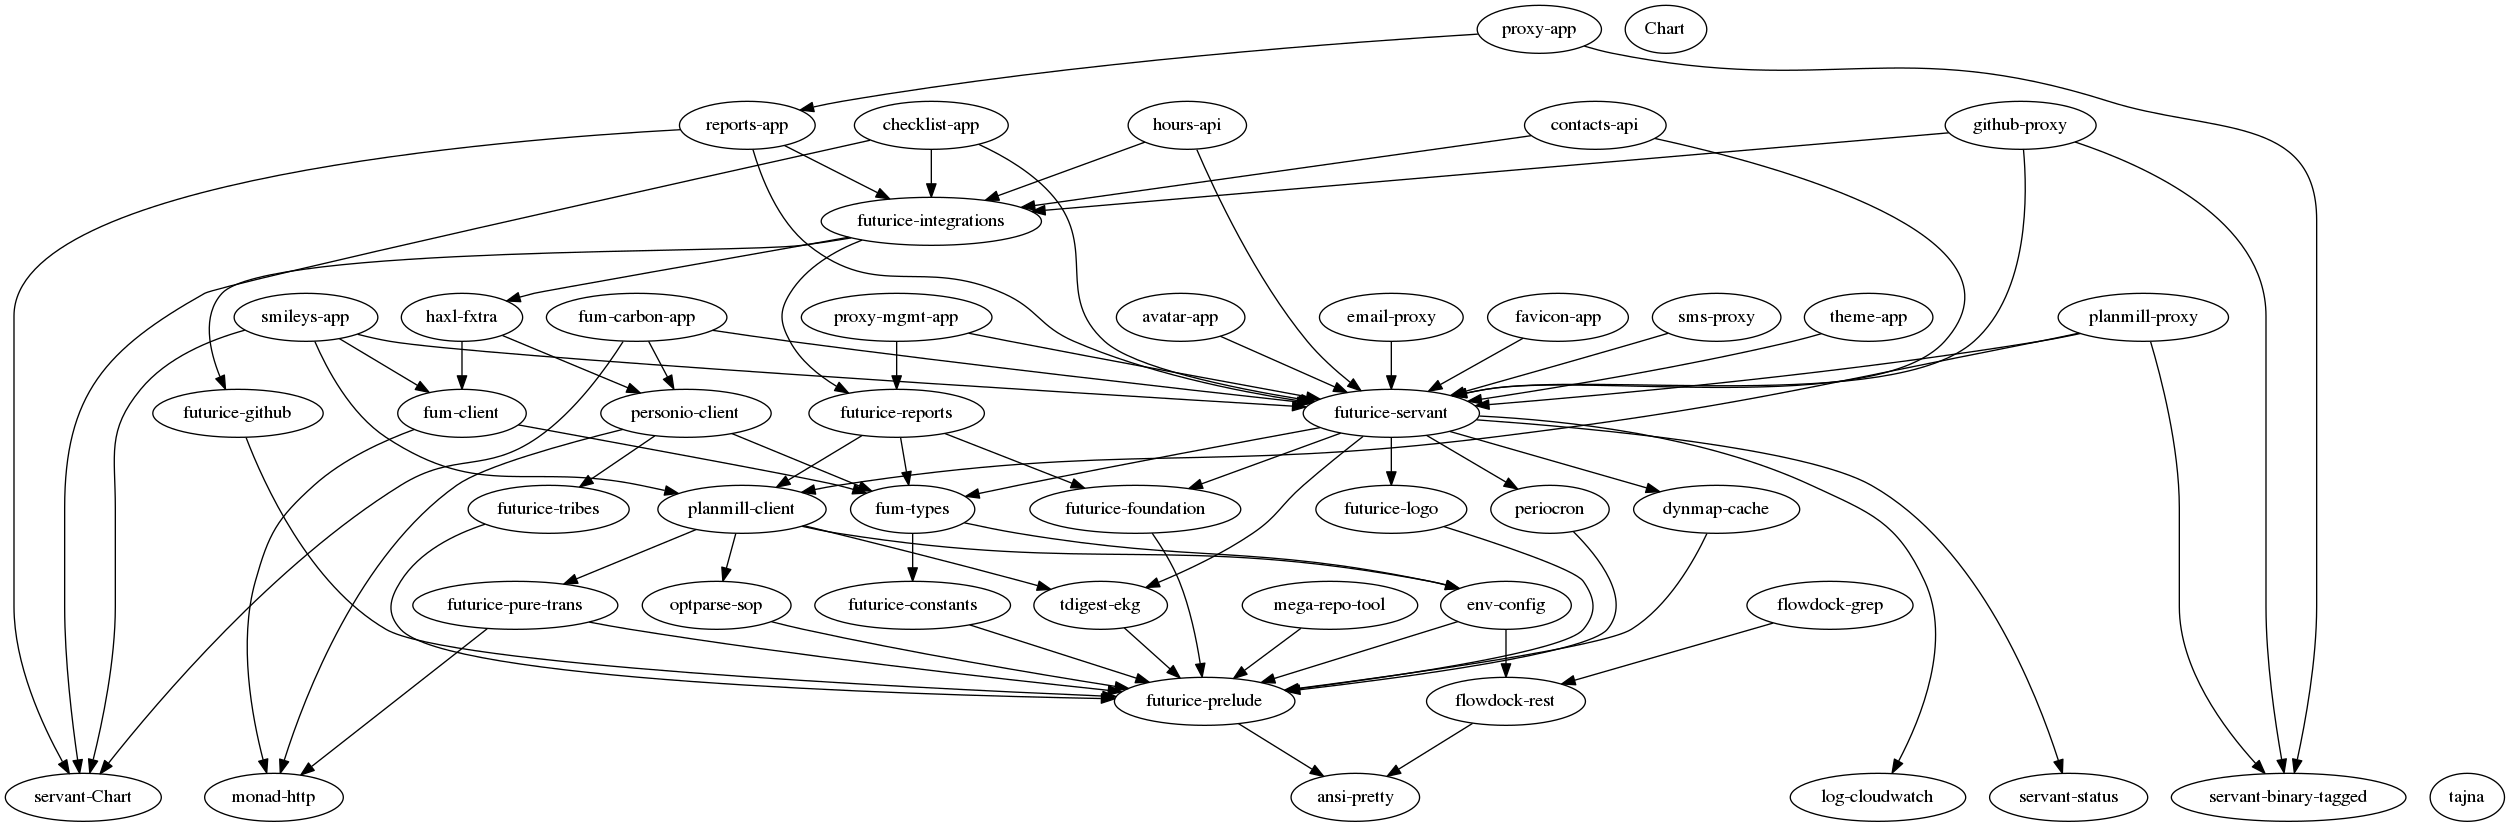 proxy-app
Chart
reports-app
checklist-app
hours-api
contacts-api
github-proxy
futurice-integrations
smileys-app
haxl-fxtra
fum-carbon-app
proxy-mgmt-app
avatar-app
email-proxy
favicon-app
sms-proxy
theme-app
planmill-proxy
futurice-github
fum-client
personio-client
futurice-reports
futurice-servant
futurice-tribes
planmill-client
fum-types
futurice-foundation
futurice-logo
periocron
dynmap-cache
futurice-pure-trans
optparse-sop
futurice-constants
tdigest-ekg
mega-repo-tool
env-config
flowdock-grep
futurice-prelude
flowdock-rest
servant-Chart
monad-http
ansi-pretty
log-cloudwatch
servant-status
servant-binary-tagged
tajna